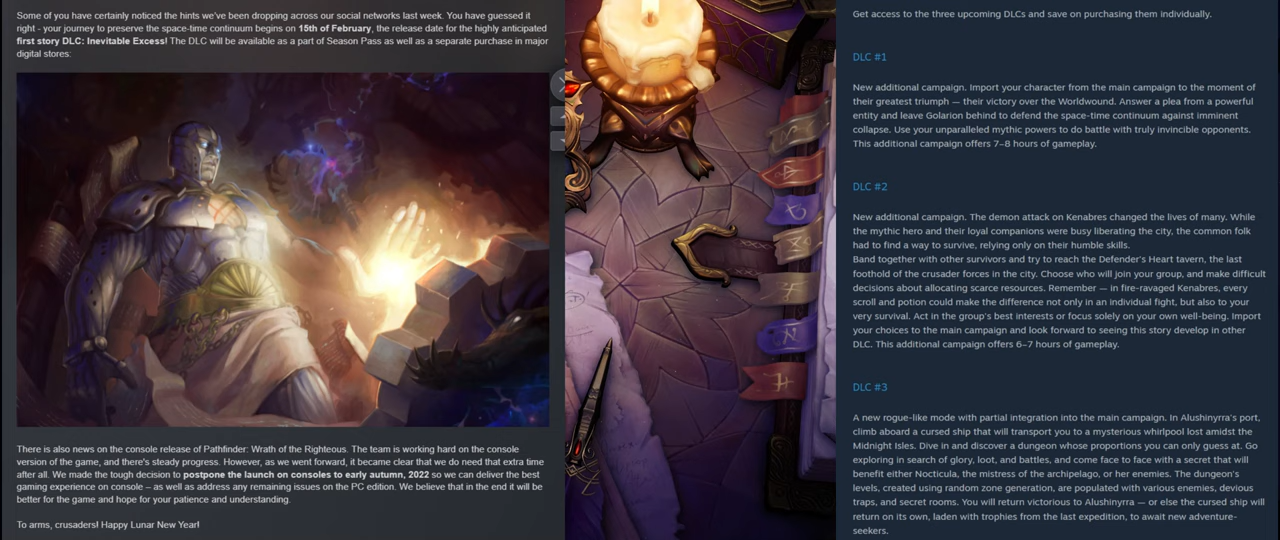 Some of you have certainly noticed the hints we've been dropping across our social networks last week. You have guessed it
right - your journey to preserve the space-time continuum begins on 15th of February, the release date for the highly anticipated
first story DLC: Inevitable Excess! The DLC will be available as a part of Season Pass as well as a separate purchase in major
digital stores:
There is also news on the console release of Pathfinder: Wrath of the Righteous. The team is working hard on the console
version of the game, and there's steady progress. However, as we went forward, it became clear that we do need that extra time
after all. We made the tough decision to postpone the launch on consoles to early autumn, 2022 so we can deliver the best
gaming experience on console – as well as address any remaining issues on the PC edition. We believe that in the end it will be
better for the game and hope for your patience and understanding.
To arms, crusaders! Happy Lunar New Year!
Get access to the three upcoming DLCs and save on purchasing them individually.
DLC #1
New additional campaign. Import your character from the main campaign to the moment of
their greatest triumph — their victory over the Worldwound. Answer a plea from a powerful
entity and leave Golarion behind to defend the space-time continuum against imminent
collapse. Use your unparalleled mythic powers to do battle with truly invincible opponents.
This additional campaign offers 7–8 hours of gameplay.
DLC #2
New additional campaign. The demon attack on Kenabres changed the lives of many. While
the mythic hero and their loyal companions were busy liberating the city, the common folk
had to find a way to survive, relying only on their humble skills.
Band together with other survivors and try to reach the Defender's Heart tavern, the last
foothold of the crusader forces in the city. Choose who will join your group, and make difficult
decisions about allocating scarce resources. Remember — in fire-ravaged Kenabres, every
scroll and potion could make the difference not only in an individual fight, but also to your
very survival. Act in the group's best interests or focus solely on your own well-being. Import
your choices to the main campaign and look forward to seeing this story develop in other
DLC. This additional campaign offers 6–7 hours of gameplay.
DLC #3
A new rogue-like mode with partial integration into the main campaign. In Alushinyrra's port,
climb aboard a cursed ship that will transport you to a mysterious whirlpool lost amidst the
Midnight Isles. Dive in and discover a dungeon whose proportions you can only guess at. Go
exploring in search of glory, loot, and battles, and come face to face with a secret that will
benefit either Nocticula, the mistress of the archipelago, or her enemies. The dungeon's
levels, created using random zone generation, are populated with various enemies, devious
traps, and secret rooms. You will return victorious to Alushinyrra — or else the cursed ship will
return on its own, laden with trophies from the last expedition, to await new adventure-
seekers.